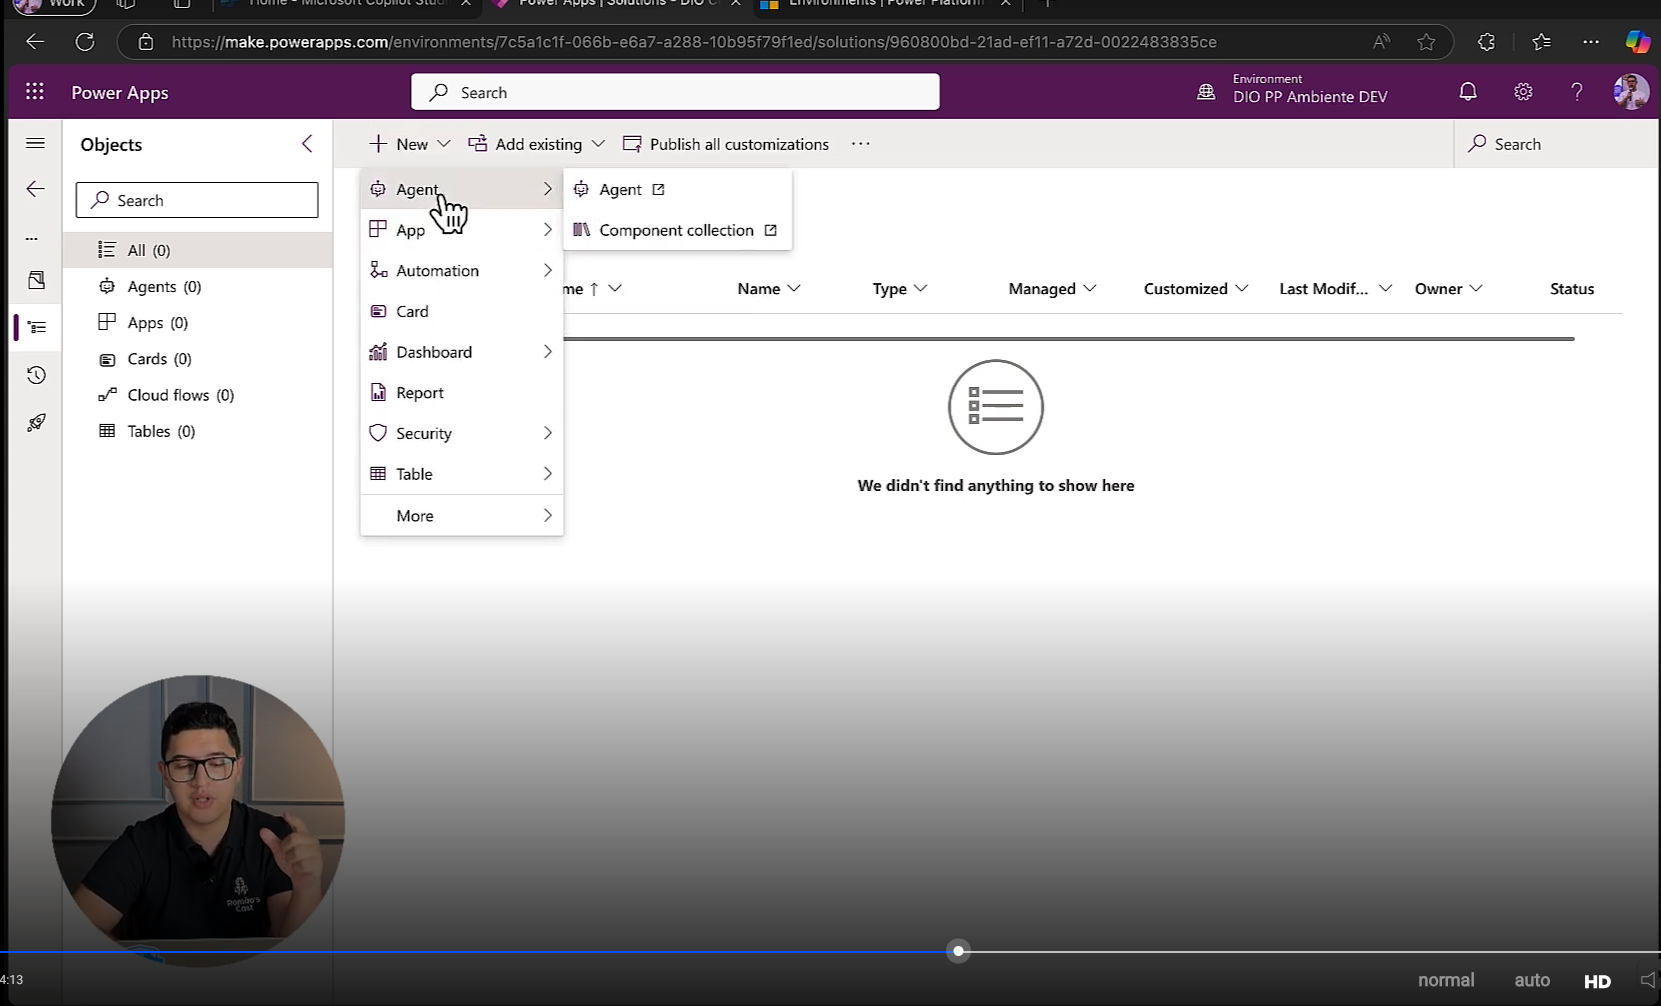 Work
Home - Microsoft Copilot Stud
Power Apps | Solutions - DIO C
Environments | Power Platform
https://make.powerapps.com/environments/7c5a1c1f-066b-e6a7-a288-10b95f79f1ed/solutions/960800bd-21ad-ef11-a72d-0022483835ce
Power Apps
Search
Environment
DIO PP Ambiente DEV
Objects
New
Add existing
Publish all customizations
Search
Search
All (0)
Agents (0)
Apps (0)
Cards (0)
Cloud flows (0)
Tables (0)
Agent
App
Automation
Card
Dashboard
Report
Security
Table
More
Agent
Component collection
me ↑
Name
Type
Managed
Customized
Last Modif...
Owner
Status
We didn't find anything to show here
Romão's
Cast
4:13
normal
auto
HD